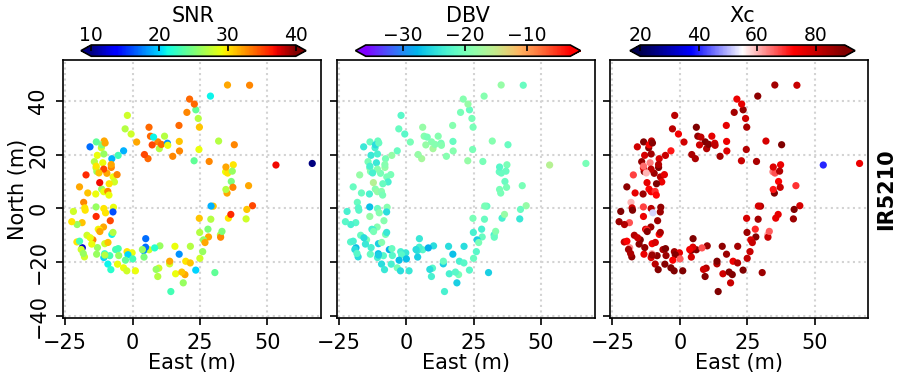 SNR DBV Xc
10 20 30 40 −30 −20 −10 20 40 60 80
40
20
0
−20
−40
North (m)
IR5210
−25 0 25 50 −25 0 25 50 −25 0 25 50
East (m) East (m) East (m)